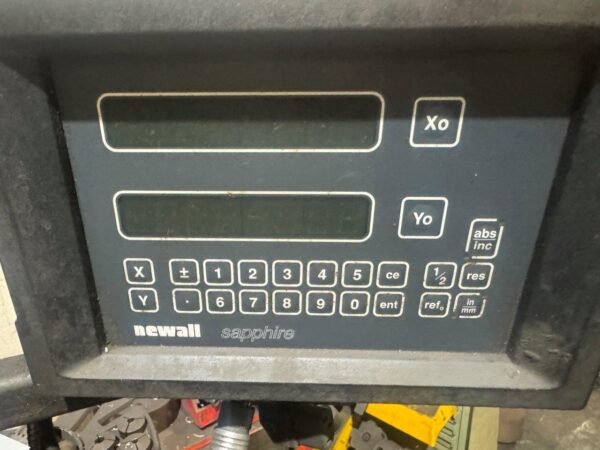 Xo
Yo
abs
inc
X ± 1 2 3 4 5 ce 1/2 res
Y . 6 7 8 9 0 ent ref₀ in/mm
newall sapphire